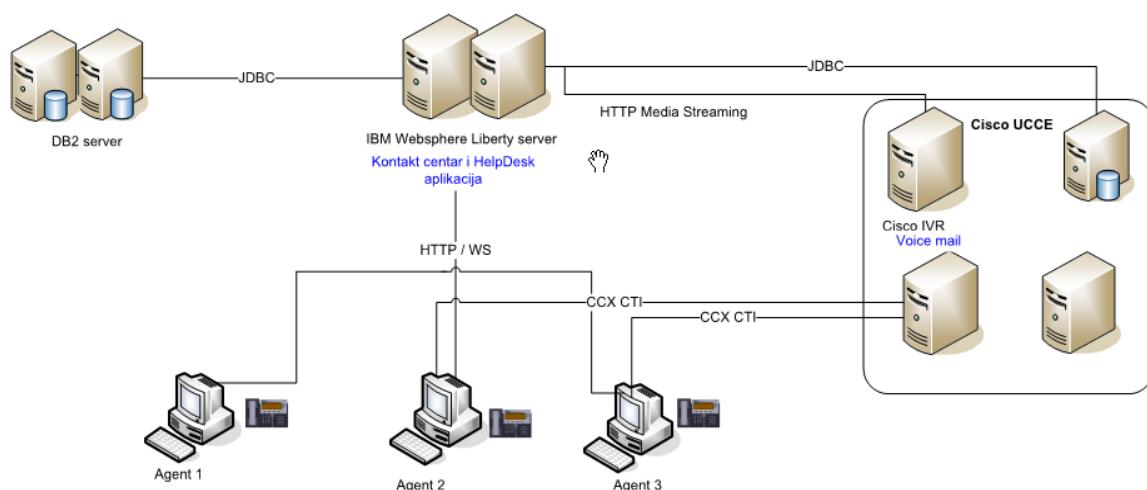 JDBC
JDBC
HTTP Media Streaming
DB2 server
IBM Websphere Liberty server
Kontakt centar i HelpDesk
aplikacija
Cisco UCCE
Cisco IVR
Voice mail
HTTP / WS
CCX CTI
CCX CTI
Agent 1
Agent 2
Agent 3